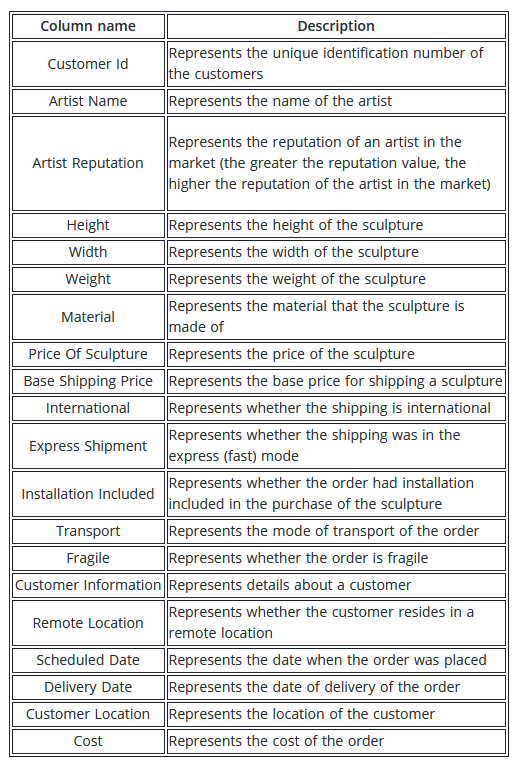 Column name Description
Customer Id Represents the unique identification number of
the customers
Artist Name Represents the name of the artist
Artist Reputation Represents the reputation of an artist in the
market (the greater the reputation value, the
higher the reputation of the artist in the market)
Height Represents the height of the sculpture
Width Represents the width of the sculpture
Weight Represents the weight of the sculpture
Material Represents the material that the sculpture is
made of
Price Of Sculpture Represents the price of the sculpture
Base Shipping Price Represents the base price for shipping a sculpture
International Represents whether the shipping is international
Express Shipment Represents whether the shipping was in the
express (fast) mode
Installation Included Represents whether the order had installation
included in the purchase of the sculpture
Transport Represents the mode of transport of the order
Fragile Represents whether the order is fragile
Customer Information Represents details about a customer
Remote Location Represents whether the customer resides in a
remote location
Scheduled Date Represents the date when the order was placed
Delivery Date Represents the date of delivery of the order
Customer Location Represents the location of the customer
Cost Represents the cost of the order